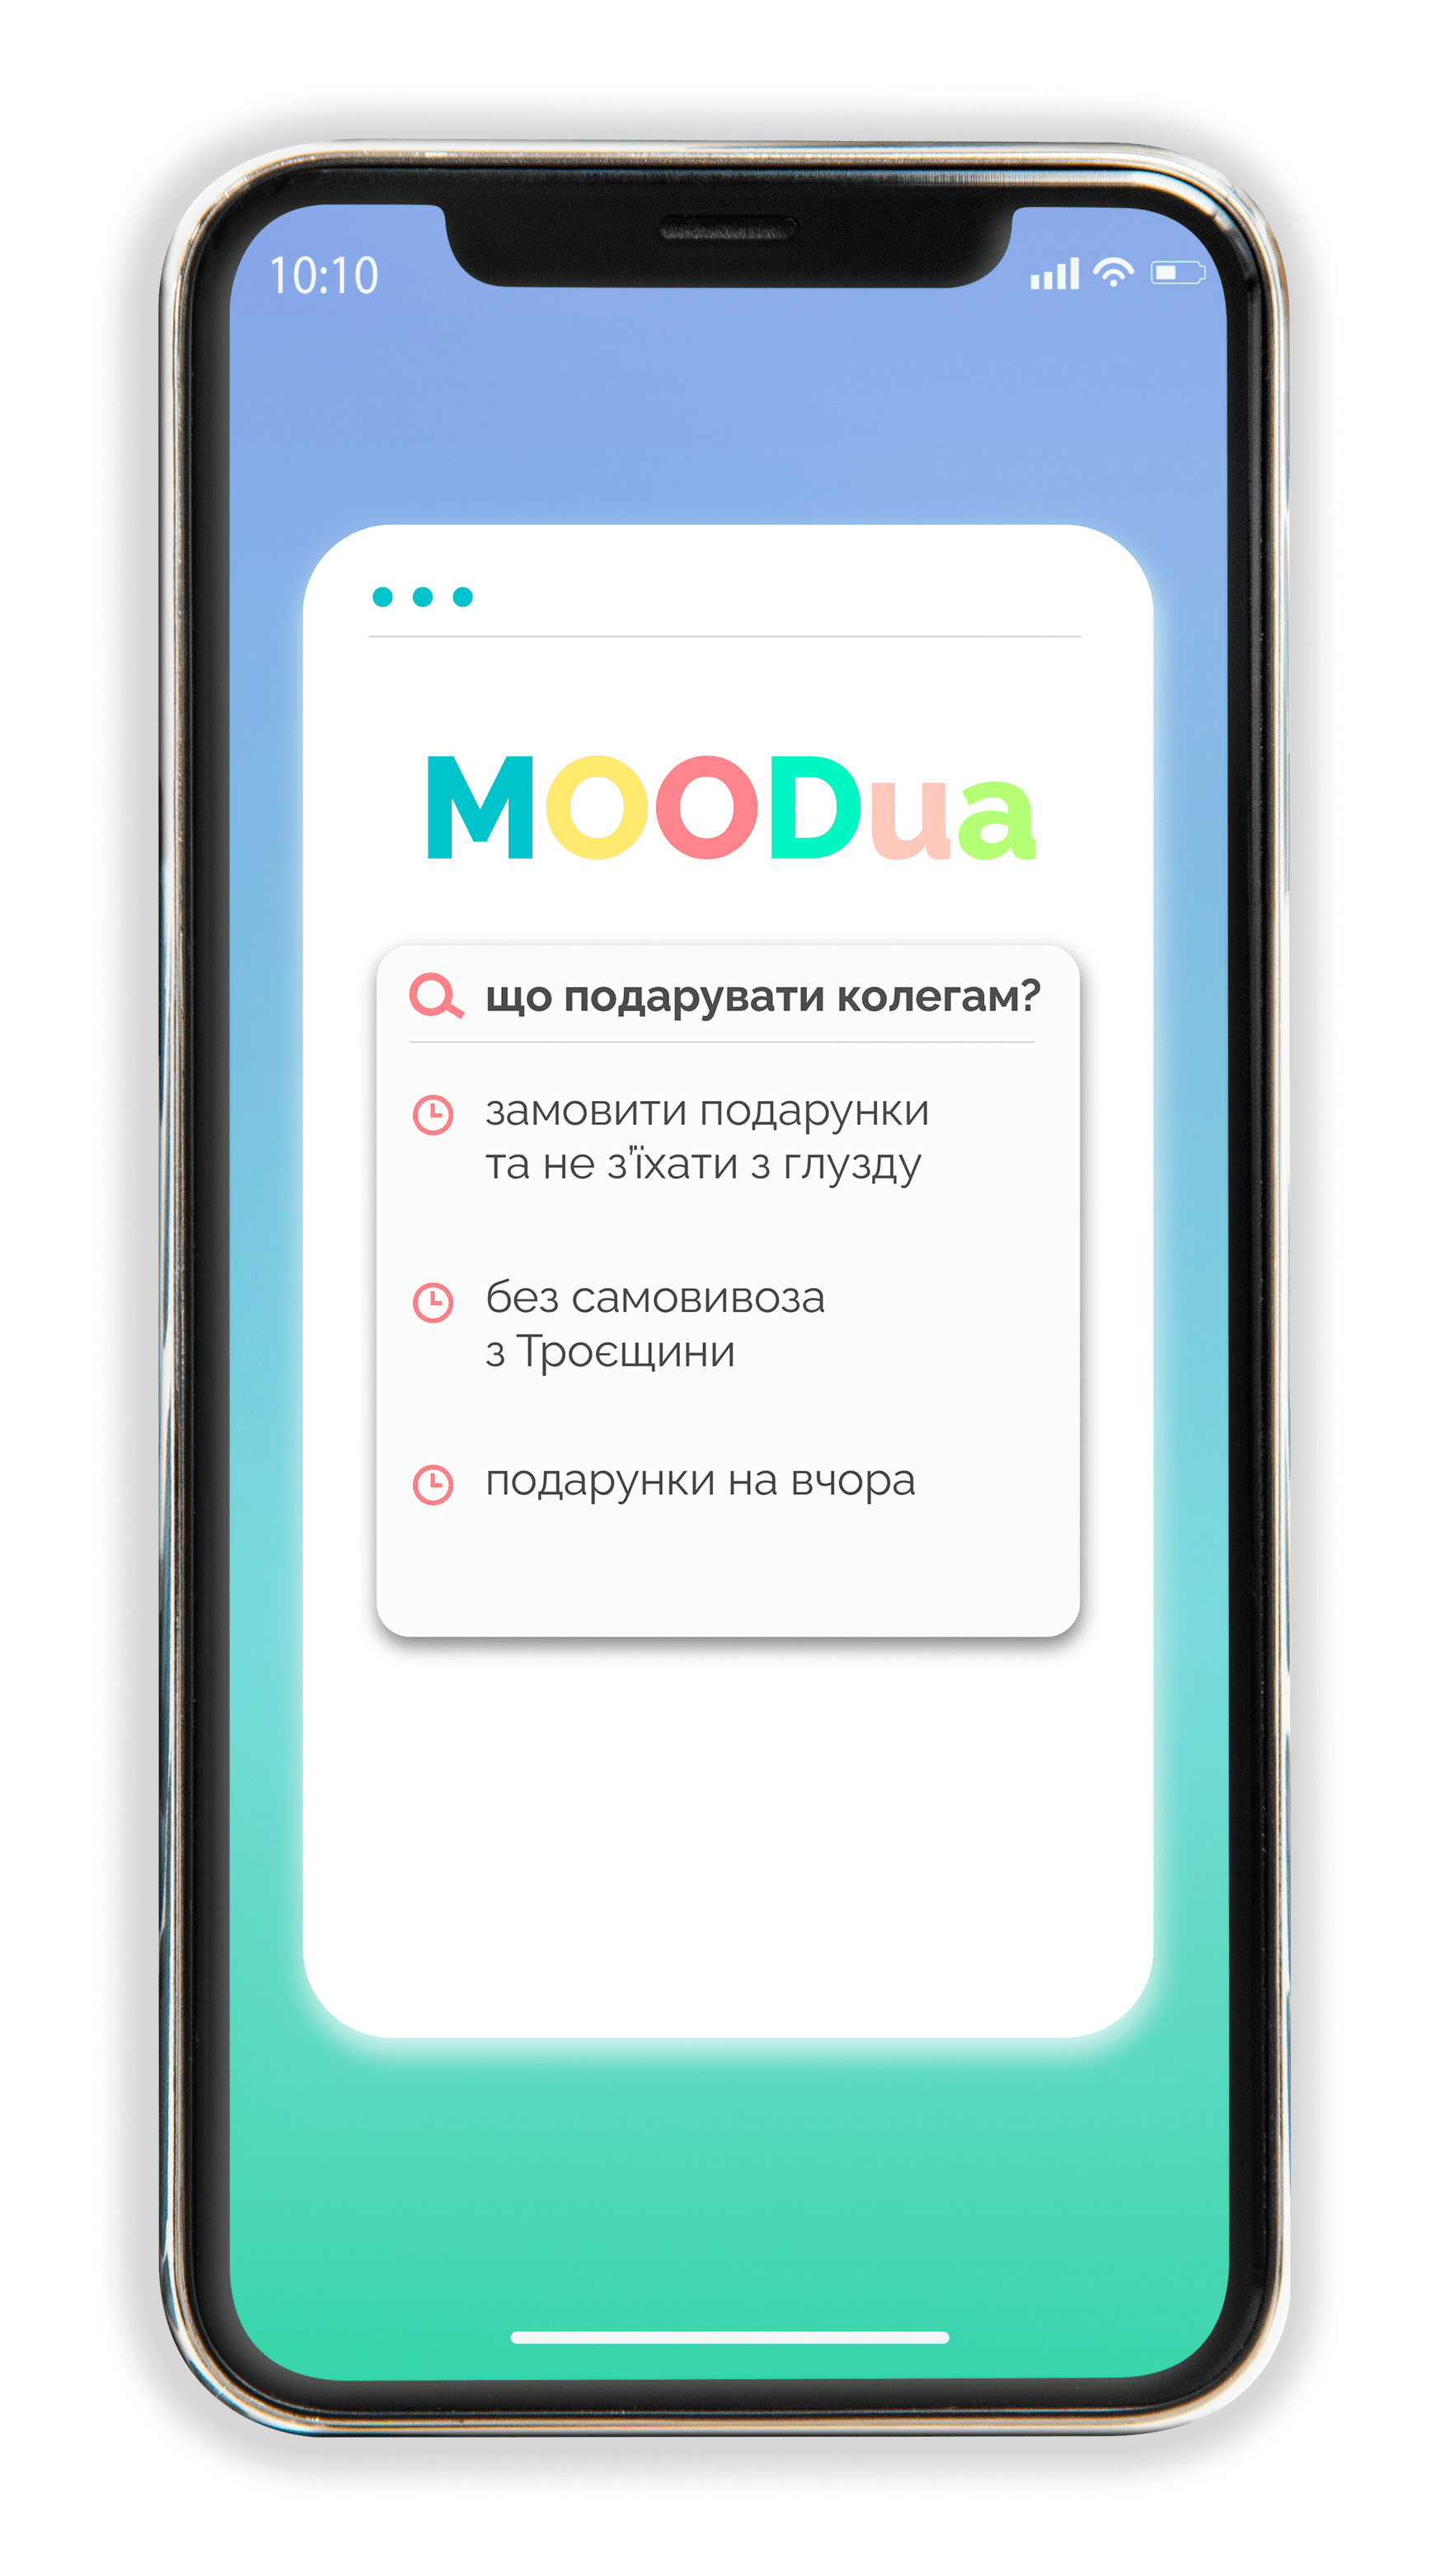 10:10
MOODua
що подарувати колегам?
замовити подарунки
та не з’їхати з глузду
без самовивоза
з Троєщини
подарунки на вчора